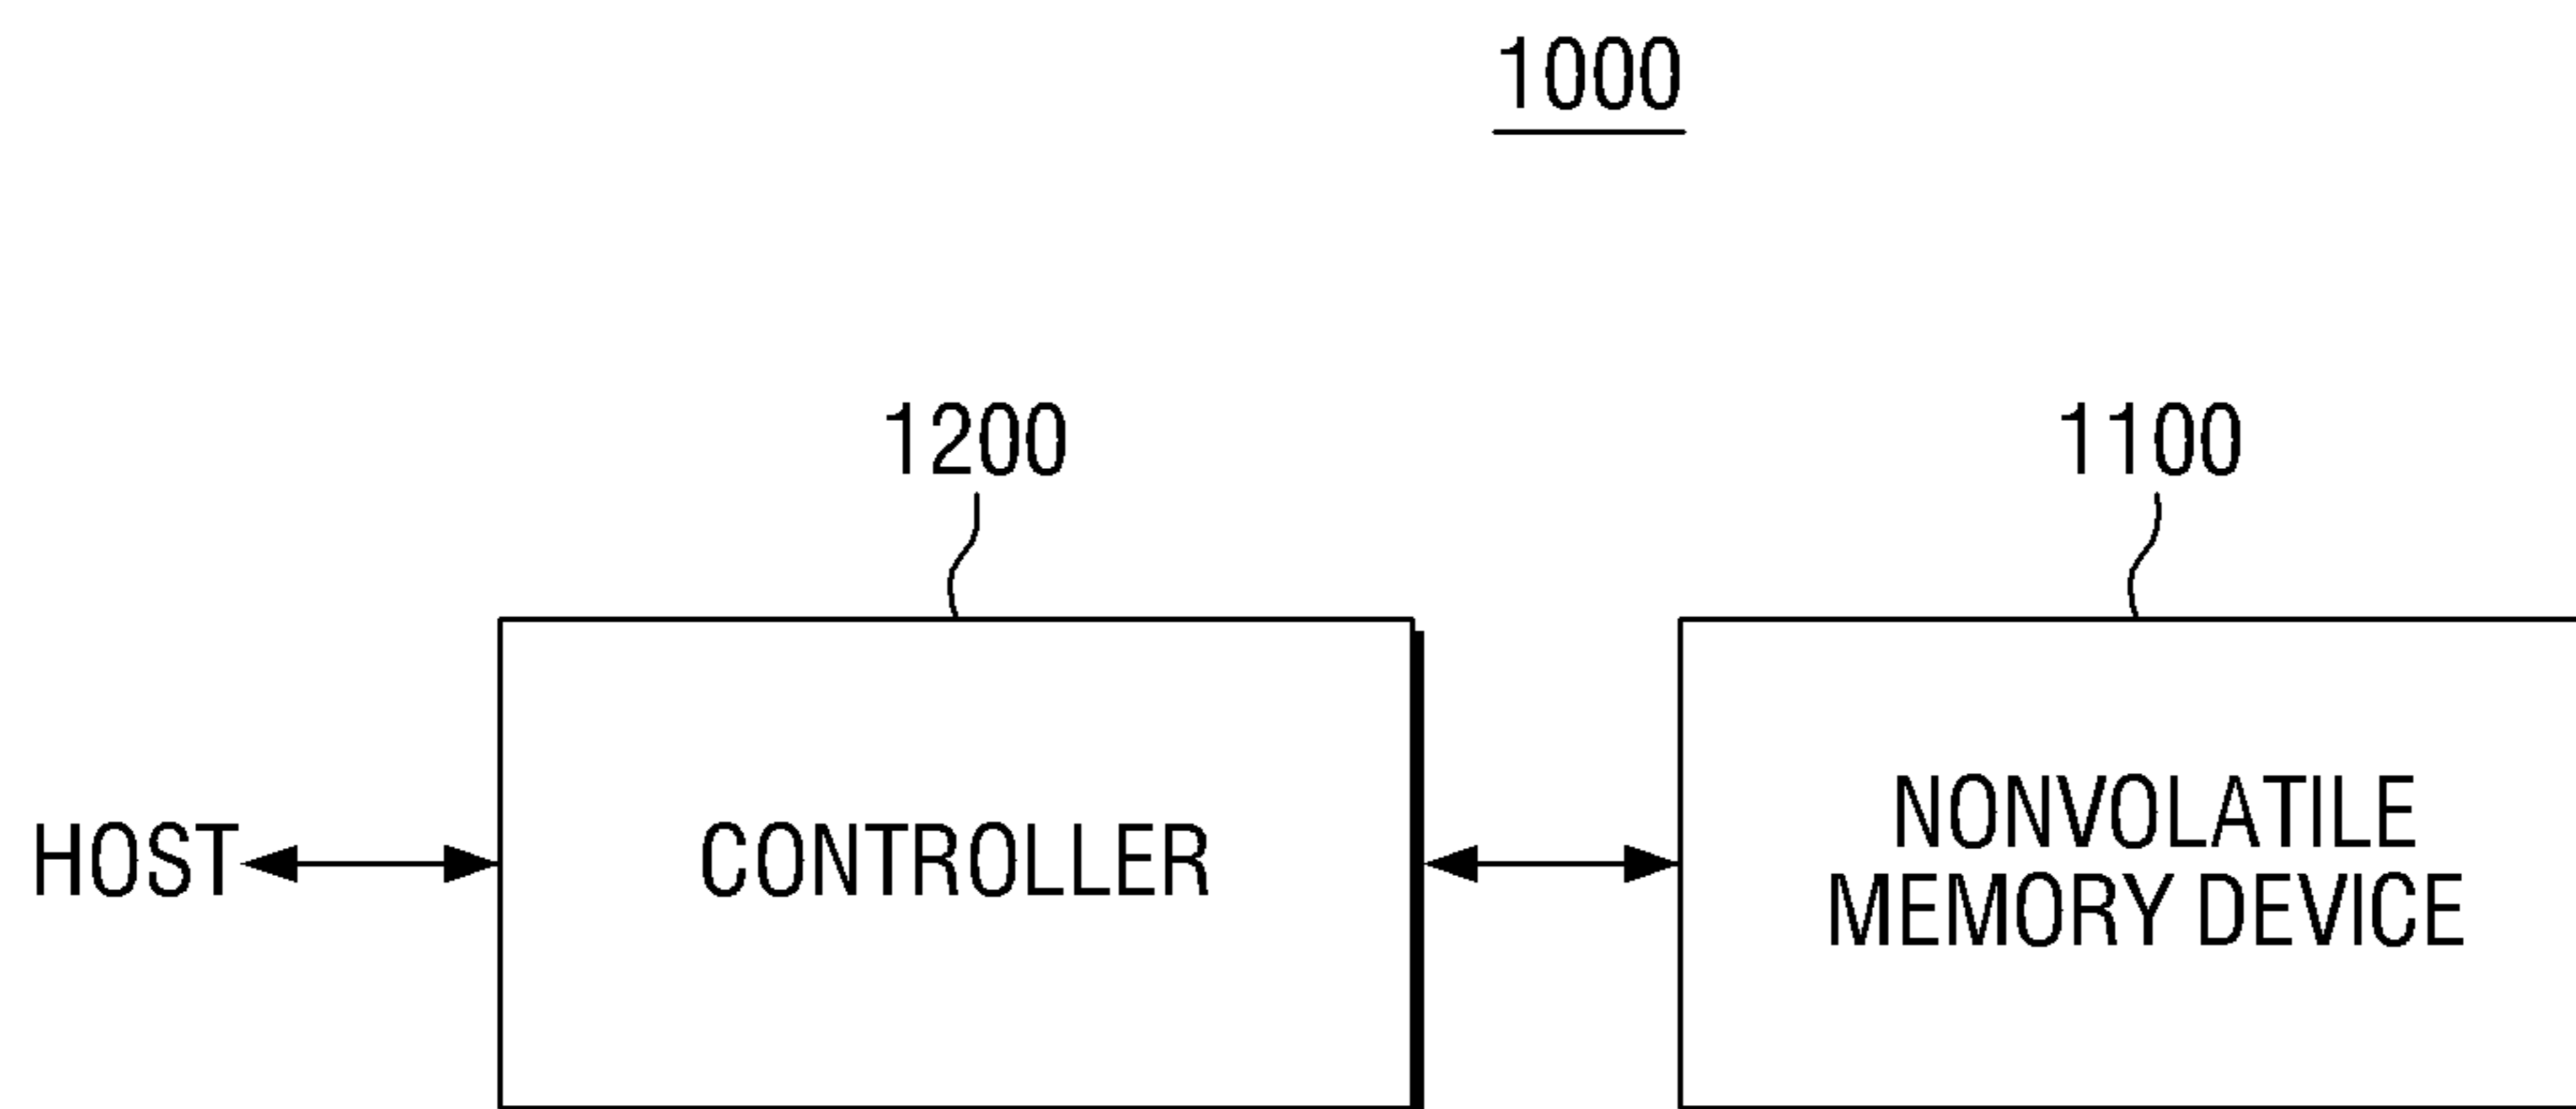 1000
1200
1100
HOST
CONTROLLER
NONVOLATILE
MEMORY DEVICE